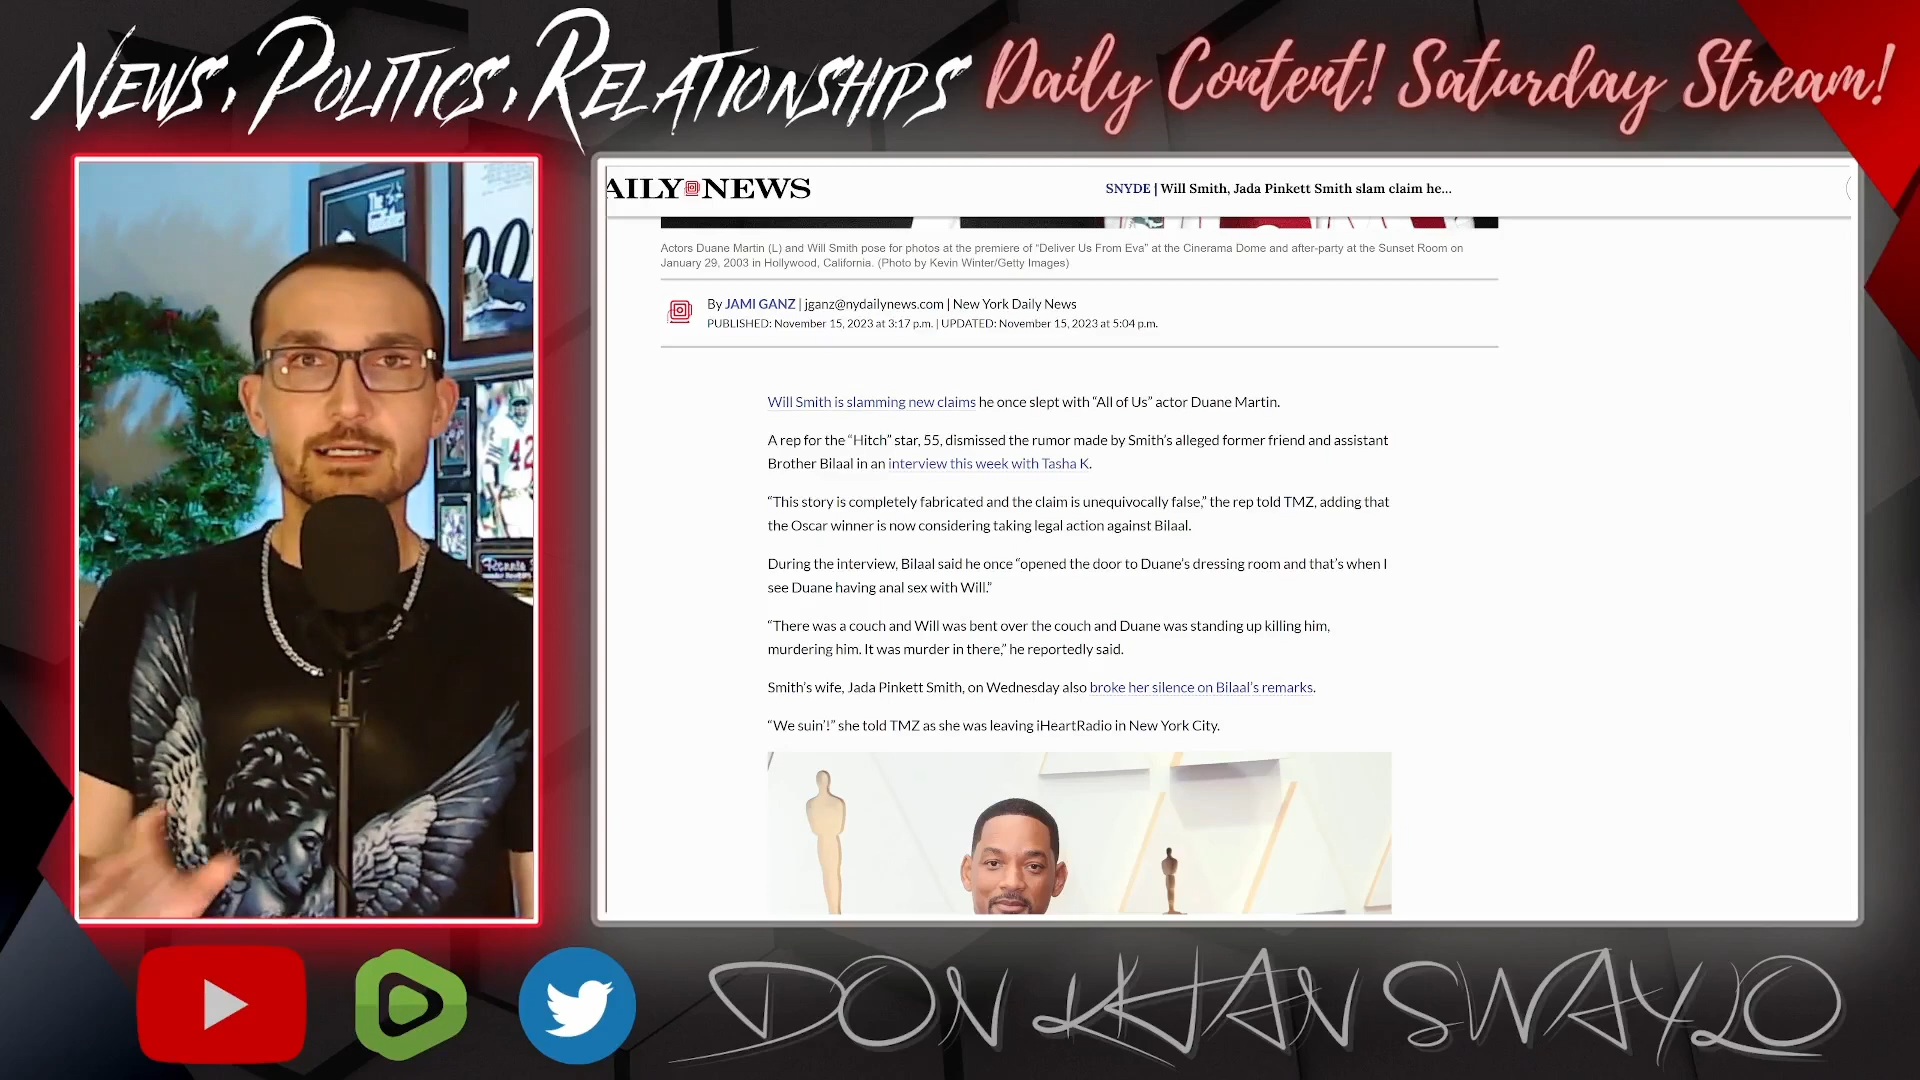 NEWS, POLITICS, RELATIONSHIPS
Daily Content! Saturday Stream!
AILY NEWS
SNYDE | Will Smith, Jada Pinkett Smith slam claim he...
Actors Duane Martin (L) and Will Smith pose for photos at the premiere of “Deliver Us From Eva” at the Cinerama Dome and after-party at the Sunset Room on
January 29, 2003 in Hollywood, California. (Photo by Kevin Winter/Getty Images)
By JAMI GANZ | jganz@nydailynews.com | New York Daily News
PUBLISHED: November 15, 2023 at 3:17 p.m. | UPDATED: November 15, 2023 at 5:04 p.m.
Will Smith is slamming new claims he once slept with “All of Us” actor Duane Martin.
A rep for the “Hitch” star, 55, dismissed the rumor made by Smith’s alleged former friend and assistant
Brother Bilaal in an interview this week with Tasha K.
“This story is completely fabricated and the claim is unequivocally false,” the rep told TMZ, adding that
the Oscar winner is now considering taking legal action against Bilaal.
During the interview, Bilaal said he once “opened the door to Duane’s dressing room and that’s when I
see Duane having anal sex with Will.”
“There was a couch and Will was bent over the couch and Duane was standing up killing him,
murdering him. It was murder in there,” he reportedly said.
Smith’s wife, Jada Pinkett Smith, on Wednesday also broke her silence on Bilaal’s remarks.
“We suin’!” she told TMZ as she was leaving iHeartRadio in New York City.
The
42
Ronnie
DON KHAN SWAYLO